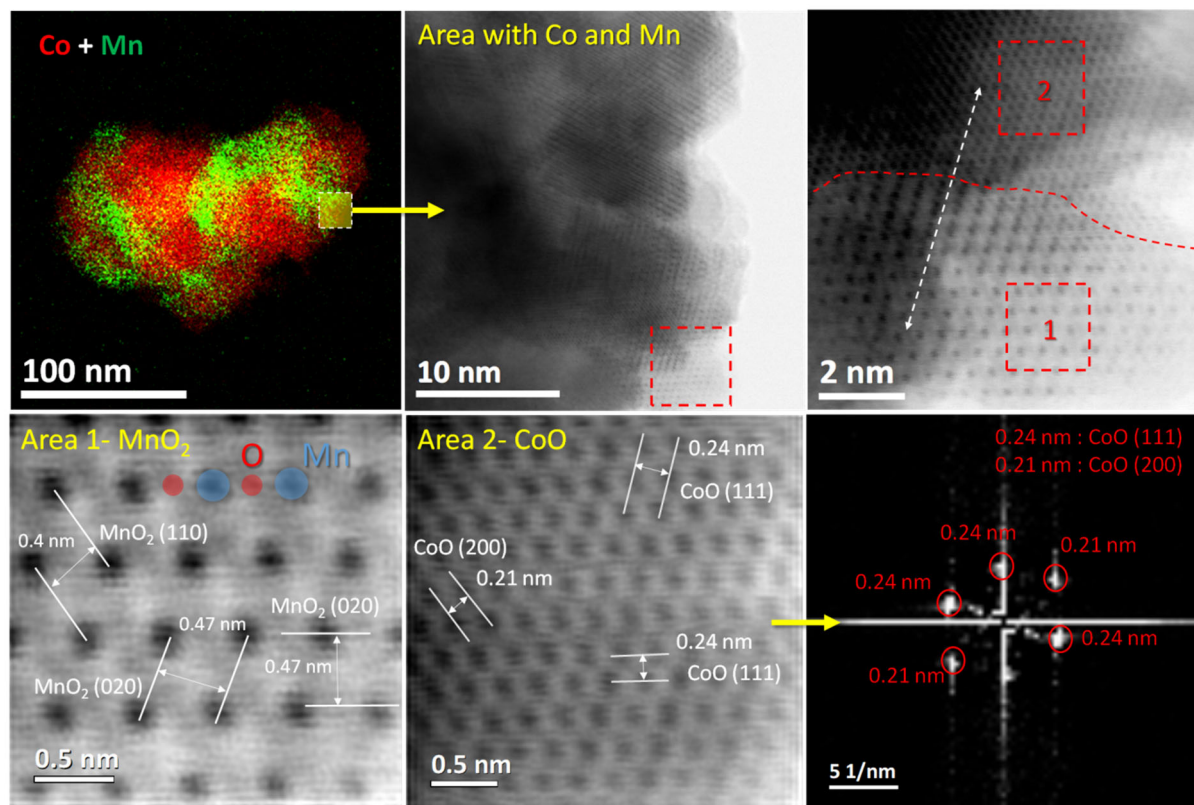 Co + Mn
100 nm
Area with Co and Mn
10 nm
2
1
2 nm
Area 1- MnO₂
O
Mn
MnO₂ (110)
0.4 nm
MnO₂ (020)
0.47 nm
0.47 nm
MnO₂ (020)
0.5 nm
Area 2- CoO
0.24 nm
CoO (111)
CoO (200)
0.21 nm
0.24 nm
CoO (111)
0.5 nm
0.24 nm : CoO (111)
0.21 nm : CoO (200)
0.24 nm
0.21 nm
0.24 nm
0.24 nm
0.21 nm
5 1/nm